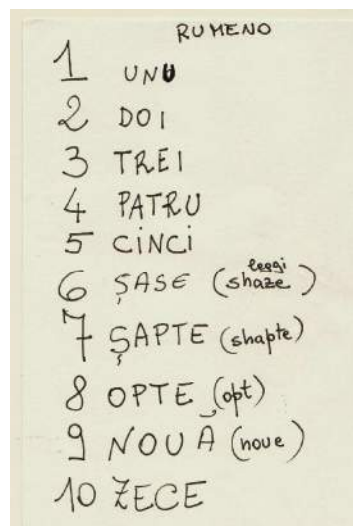 RUMENO
1 UNU
2 DOI
3 TREI
4 PATRU
5 CINCI
6 ȘASE (leggi shaze)
7 ȘAPTE (shapte)
8 OPTE (opt)
9 NOUĂ (noue)
10 ZECE